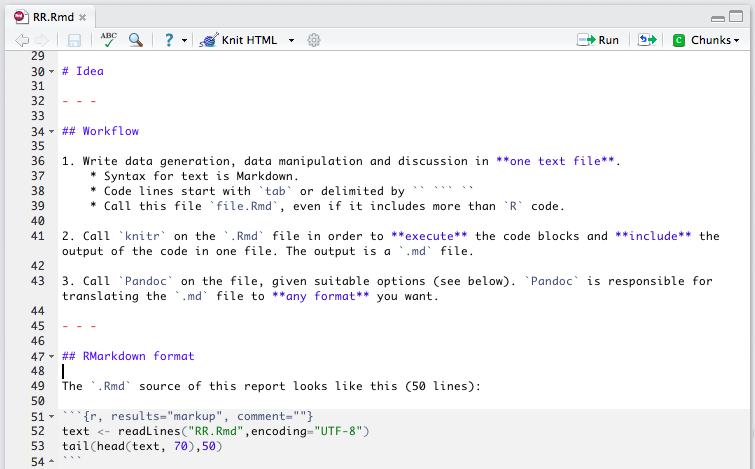 RR.Rmd
ABC
? Knit HTML Run C Chunks
29
30 # Idea
31
32 - - -
33
34 ## Workflow
35
36 1. Write data generation, data manipulation and discussion in **one text file**.
37 * Syntax for text is Markdown.
38 * Code lines start with `tab` or delimited by `` ``` ``
39 * Call this file `file.Rmd`, even if it includes more than `R` code.
40
41 2. Call `knitr` on the `.Rmd` file in order to **execute** the code blocks and **include** the
output of the code in one file. The output is a `.md` file.
42
43 3. Call `Pandoc` on the file, given suitable options (see below). `Pandoc` is responsible for
translating the `.md` file to **any format** you want.
44
45 - - -
46
47 ## RMarkdown format
48
49 The `.Rmd` source of this report looks like this (50 lines):
50
51 ```{r, results="markup", comment=""}
52 text <- readLines("RR.Rmd",encoding="UTF-8")
53 tail(head(text, 70),50)
54 ```